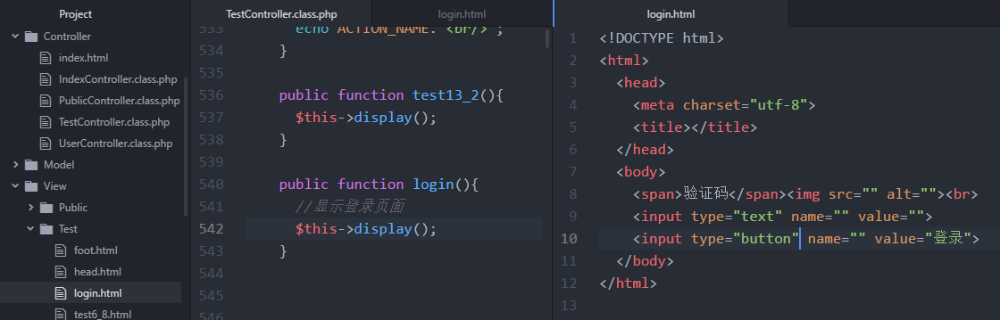 Project
Controller
index.html
IndexController.class.php
PublicController.class.php
TestController.class.php
UserController.class.php
Model
View
Public
Test
foot.html
head.html
login.html
test6_8.html
TestController.class.php
login.html
533 echo ACTION_NAME.'<br/>';
534 }
535
536 public function test13_2(){
537 $this->display();
538 }
539
540 public function login(){
541 //显示登录页面
542 $this->display();
543 }
544
545
546
login.html
1 <!DOCTYPE html>
2 <html>
3 <head>
4 <meta charset="utf-8">
5 <title></title>
6 </head>
7 <body>
8 <span>验证码</span><img src="" alt=""><br>
9 <input type="text" name="" value="">
10 <input type="button" name="" value="登录">
11 </body>
12 </html>
13